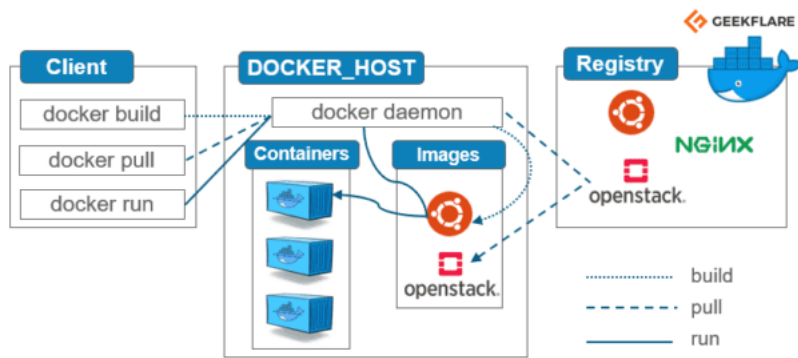 GEEKFLARE
Client
DOCKER_HOST
Registry
docker build
docker pull
docker run
docker daemon
Containers
Images
openstack.
NGINX
openstack.
build
pull
run